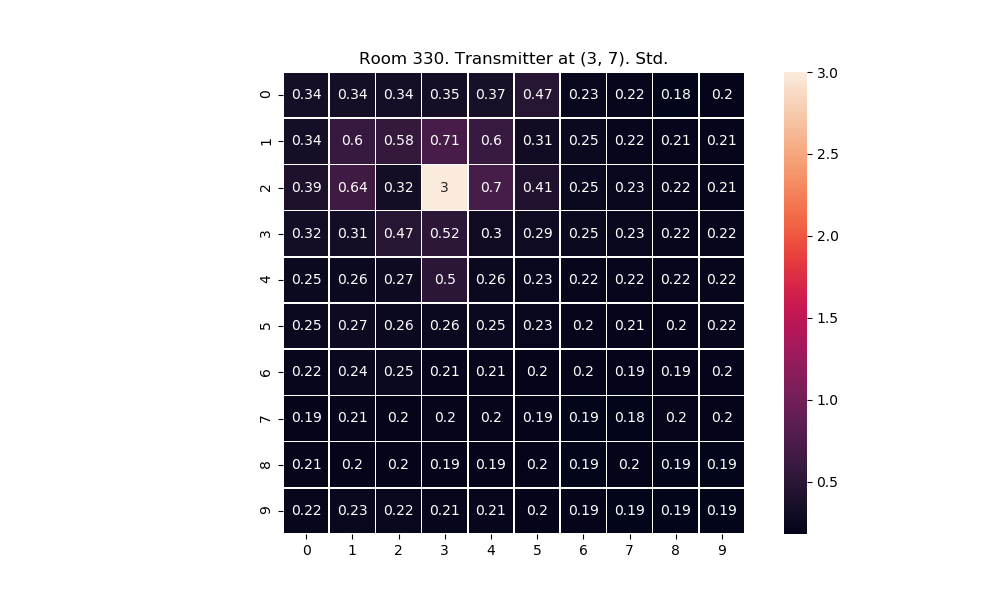 Room 330. Transmitter at (3, 7). Std.
0 0.34 0.34 0.34 0.35 0.37 0.47 0.23 0.22 0.18 0.2
1 0.34 0.6 0.58 0.71 0.6 0.31 0.25 0.22 0.21 0.21
2 0.39 0.64 0.32 3 0.7 0.41 0.25 0.23 0.22 0.21
3 0.32 0.31 0.47 0.52 0.3 0.29 0.25 0.23 0.22 0.22
4 0.25 0.26 0.27 0.5 0.26 0.23 0.22 0.22 0.22 0.22
5 0.25 0.27 0.26 0.26 0.25 0.23 0.2 0.21 0.2 0.22
6 0.22 0.24 0.25 0.21 0.21 0.2 0.2 0.19 0.19 0.2
7 0.19 0.21 0.2 0.2 0.2 0.19 0.19 0.18 0.2 0.2
8 0.21 0.2 0.2 0.19 0.19 0.2 0.19 0.2 0.19 0.19
9 0.22 0.23 0.22 0.21 0.21 0.2 0.19 0.19 0.19 0.19
0 1 2 3 4 5 6 7 8 9
3.0
2.5
2.0
1.5
1.0
0.5